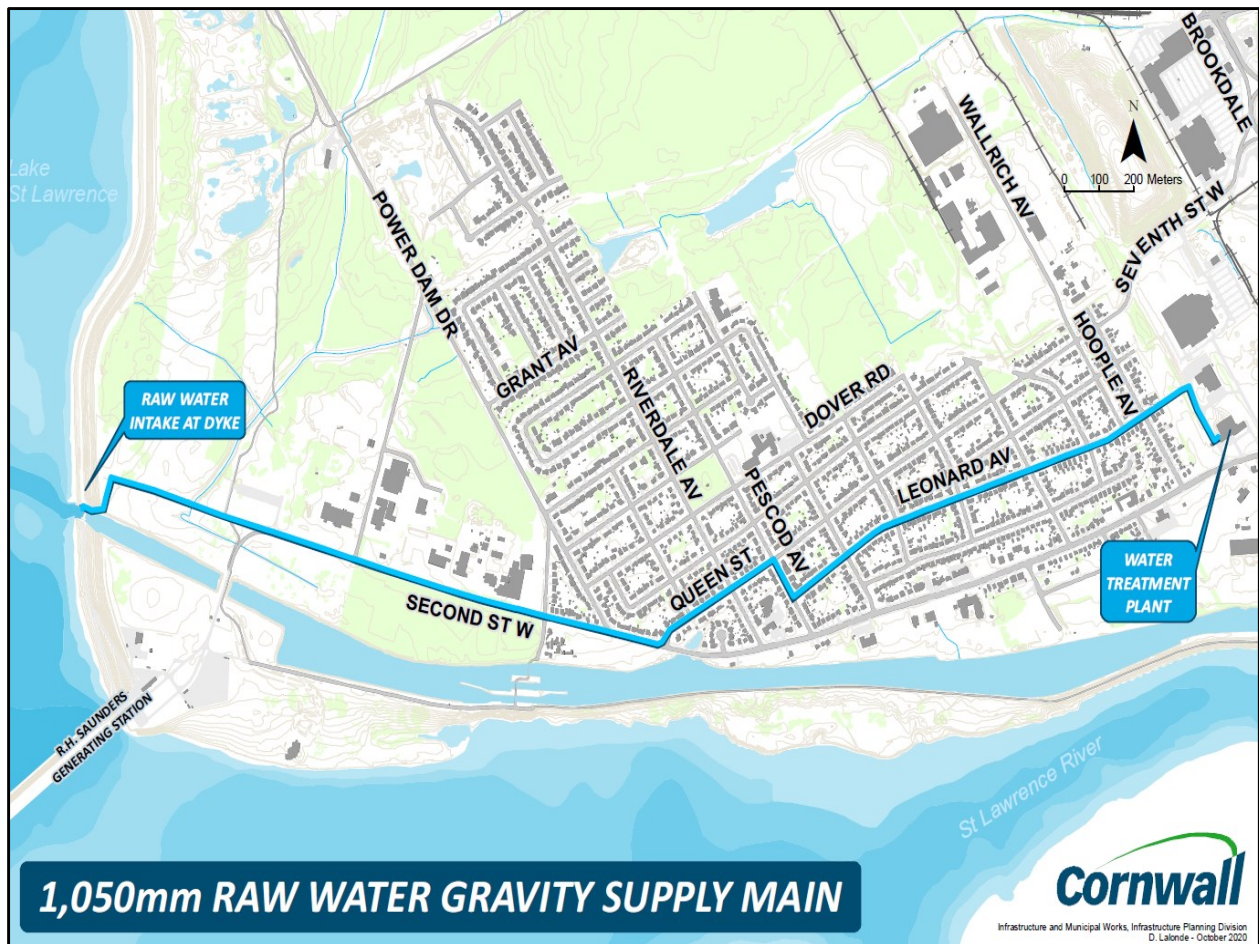 BROOKDALE
WALLRICH AV
N
0 100 200 Meters
Lake
St Lawrence
POWER DAM DR
SEVENTH ST W
HOOPLE AV
GRANT AV
RIVERDALE AV
DOVER RD
RAW WATER
INTAKE AT DYKE
PESCOD AV
LEONARD AV
QUEEN ST
WATER
TREATMENT
PLANT
SECOND ST W
R.H. SAUNDERS
GENERATING STATION
St Lawrence River
1,050mm RAW WATER GRAVITY SUPPLY MAIN
Cornwall
Infrastructure and Municipal Works, Infrastructure Planning Division
D. Lalonde - October 2020